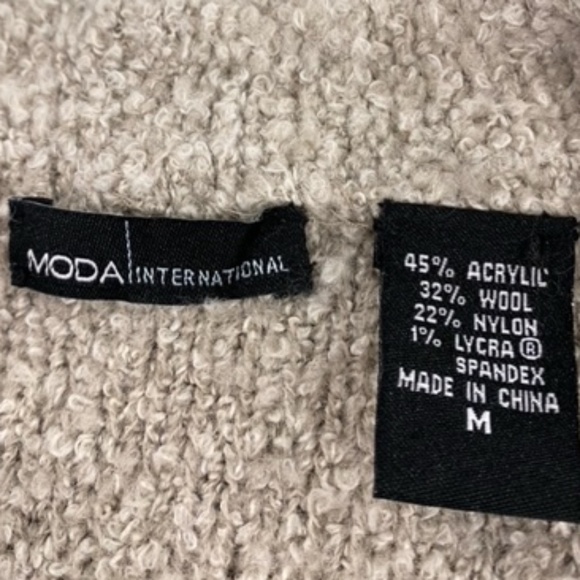 MODA INTERNATIONAL
45% ACRYLIC
32% WOOL
22% NYLON
1% LYCRA®
SPANDEX
MADE IN CHINA
M